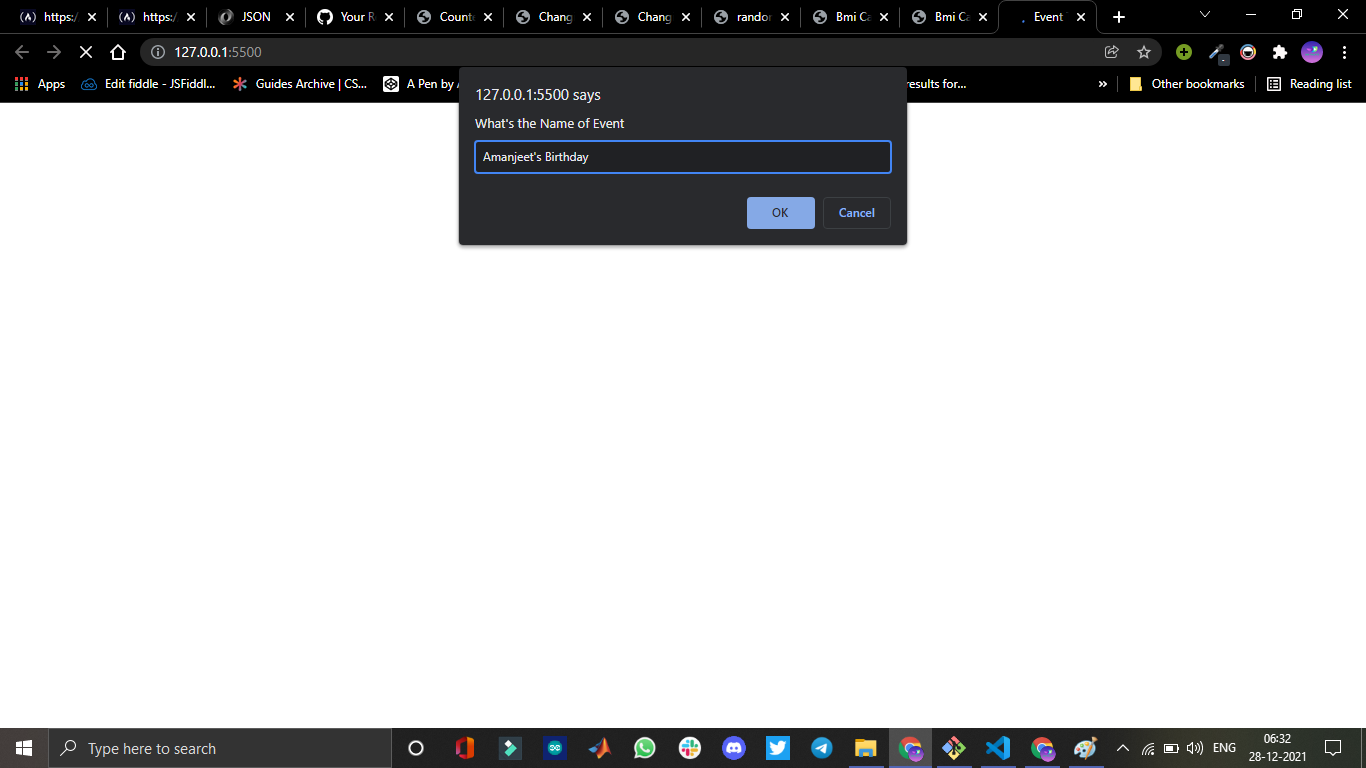 https:/
https:/
JSON
Your R
Count
Chang
Chang
rando
Bmi Ca
Bmi Ca
Event
127.0.0.1:5500
Apps
Edit fiddle - JSFiddl...
Guides Archive | CS...
A Pen by
results for...
»
Other bookmarks
Reading list
127.0.0.1:5500 says
What's the Name of Event
Amanjeet's Birthday
OK
Cancel
Type here to search
ENG
06:32
28-12-2021